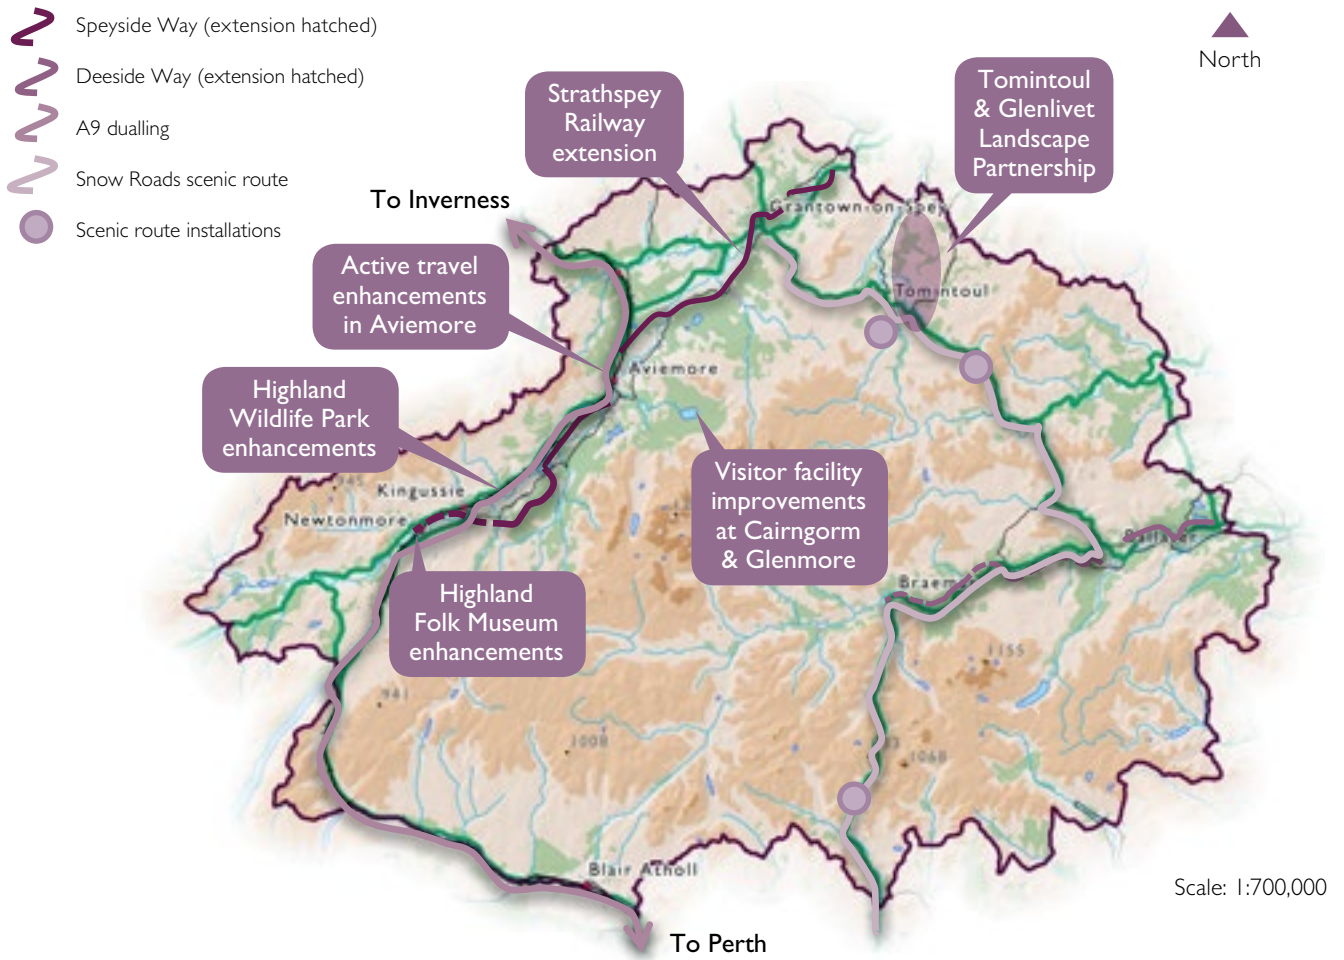 Speyside Way (extension hatched)
Deeside Way (extension hatched)
A9 dualling
Snow Roads scenic route
Scenic route installations
North
Strathspey
Railway
extension
Tomintoul
& Glenlivet
Landscape
Partnership
To Inverness
Grantown-on-Spey
Active travel
enhancements
in Aviemore
Tomintoul
Aviemore
Highland
Wildlife Park
enhancements
Visitor facility
improvements
at Cairngorm
& Glenmore
Kingussie
Newtonmore
Ballater
Braem
Highland
Folk Museum
enhancements
1155
941
1008
1068
Blair Atholl
Scale: 1:700,000
To Perth